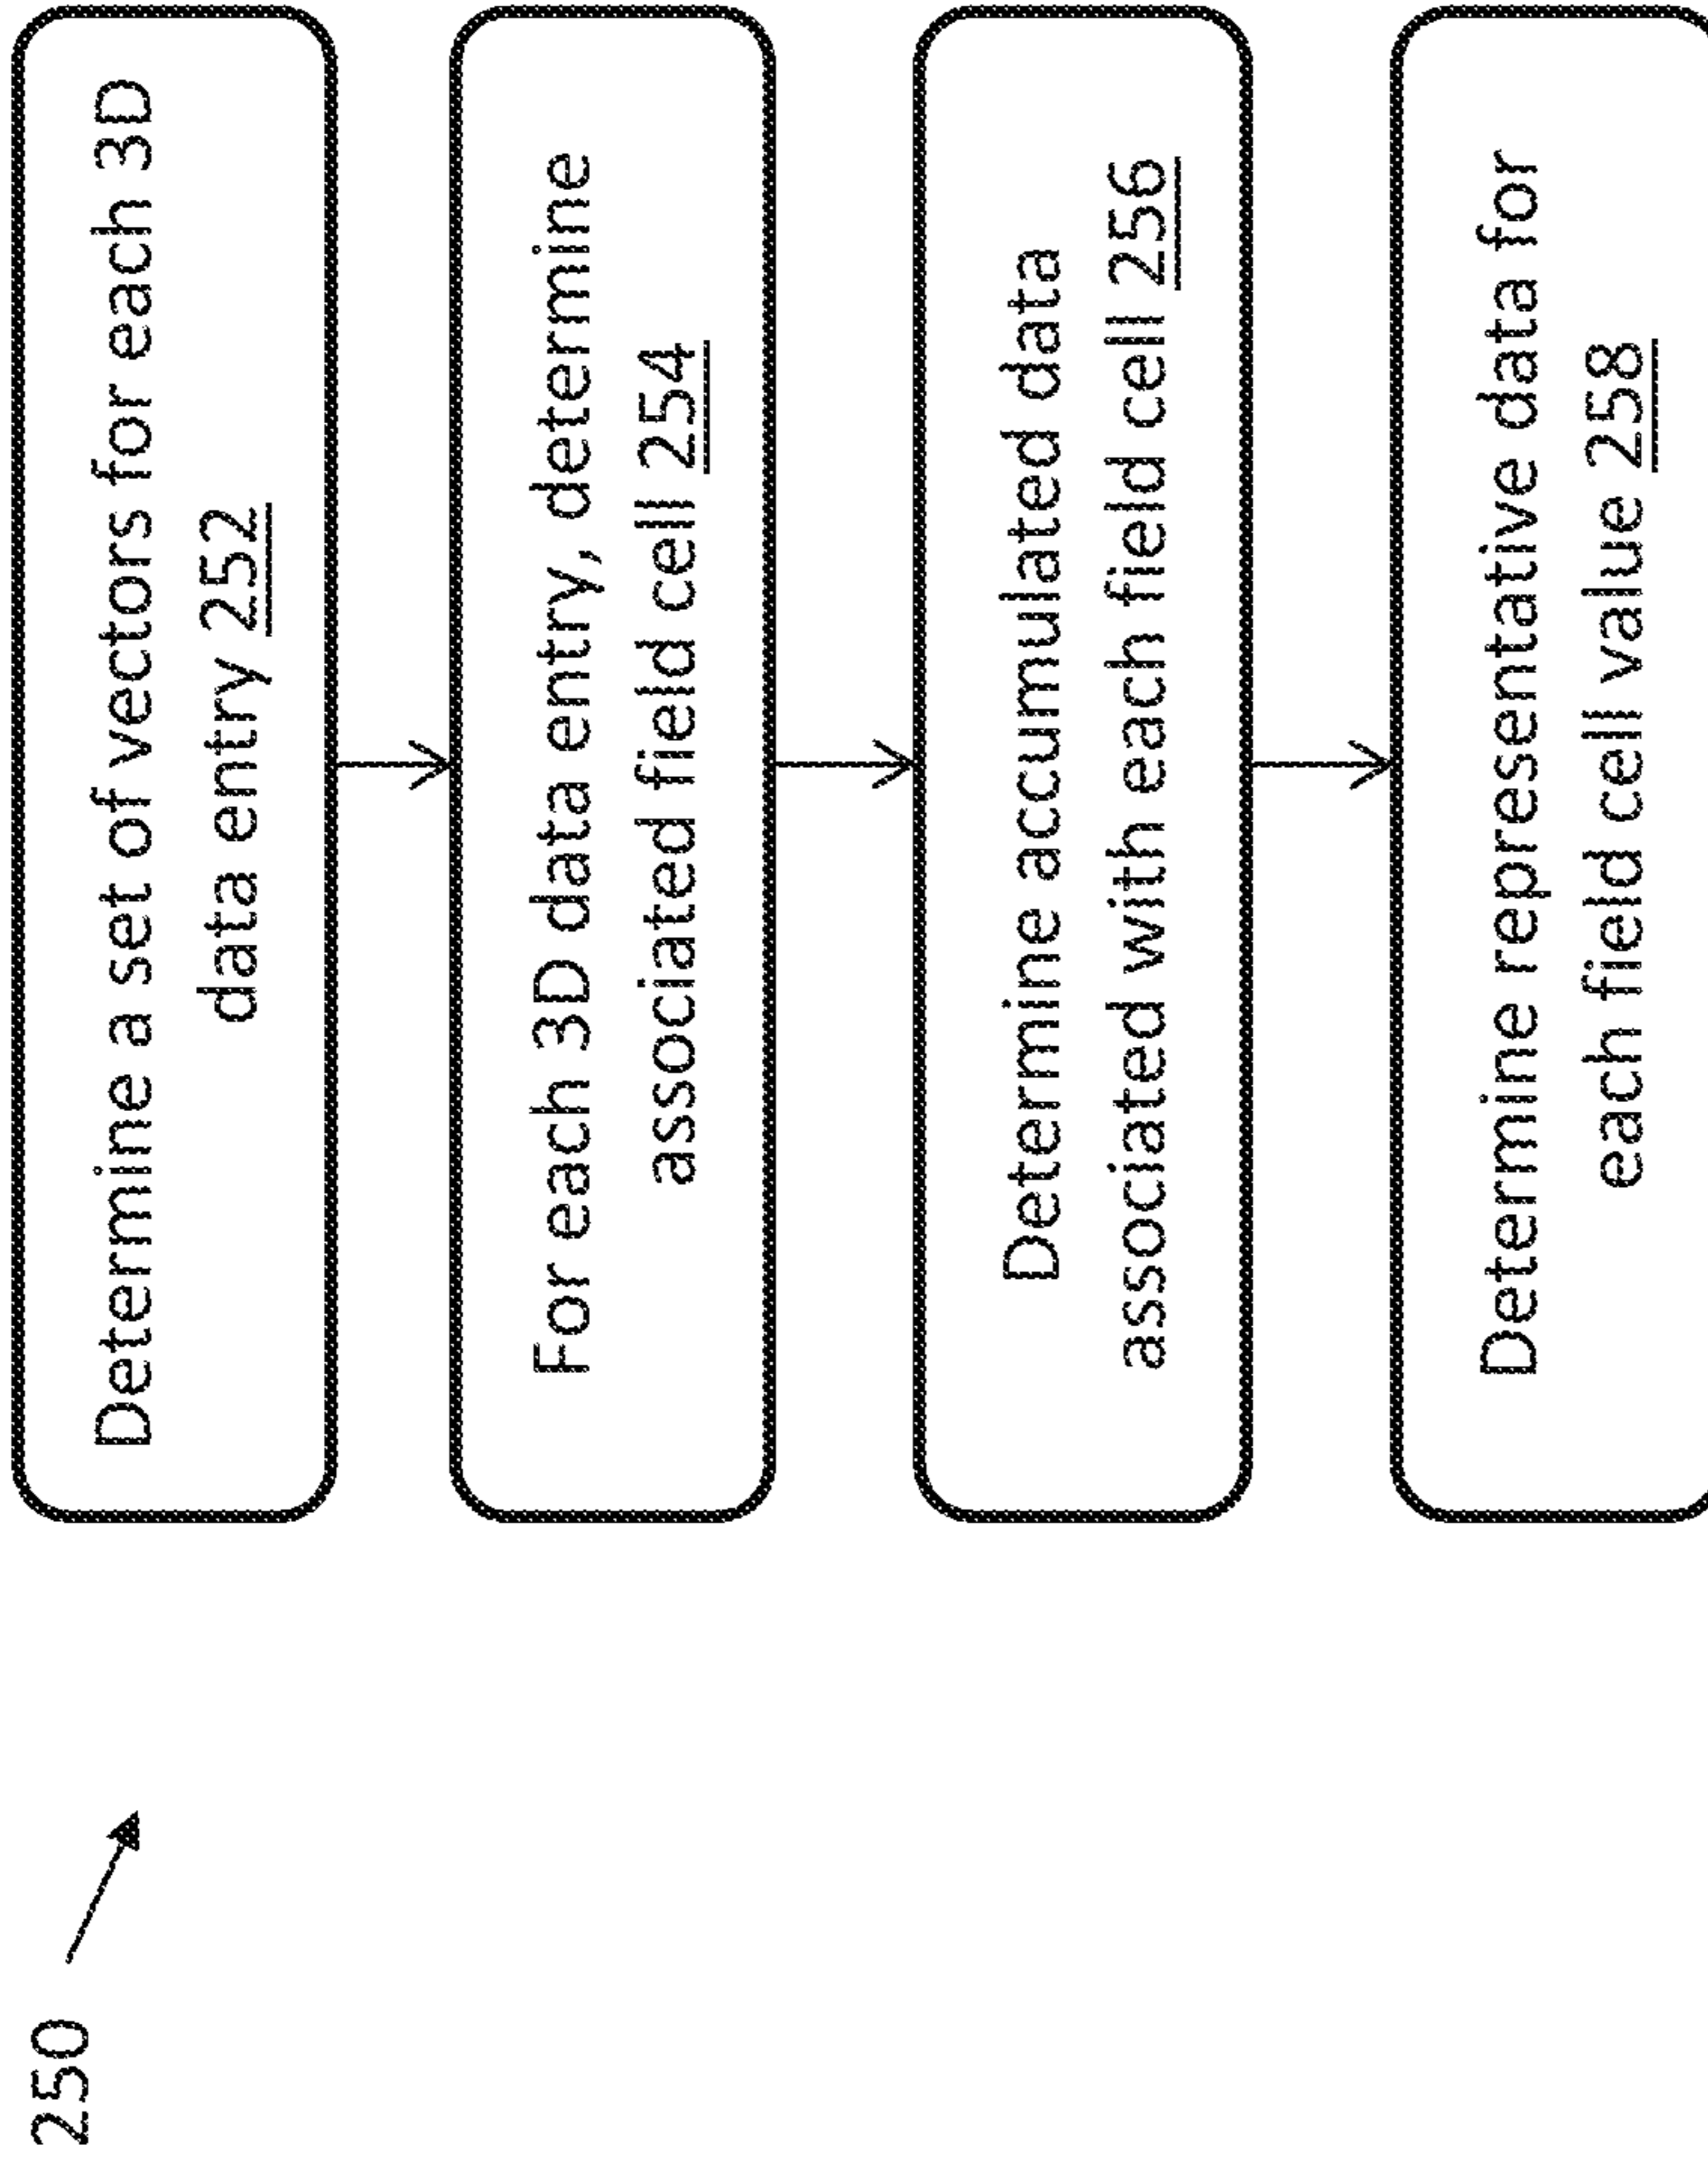 250
Determine a set of vectors for each 3D
data entry 252
For each 3D data entry, determine
associated field cell 254
Determine accumulated data
associated with each field cell 256
Determine representative data for
each field cell value 258